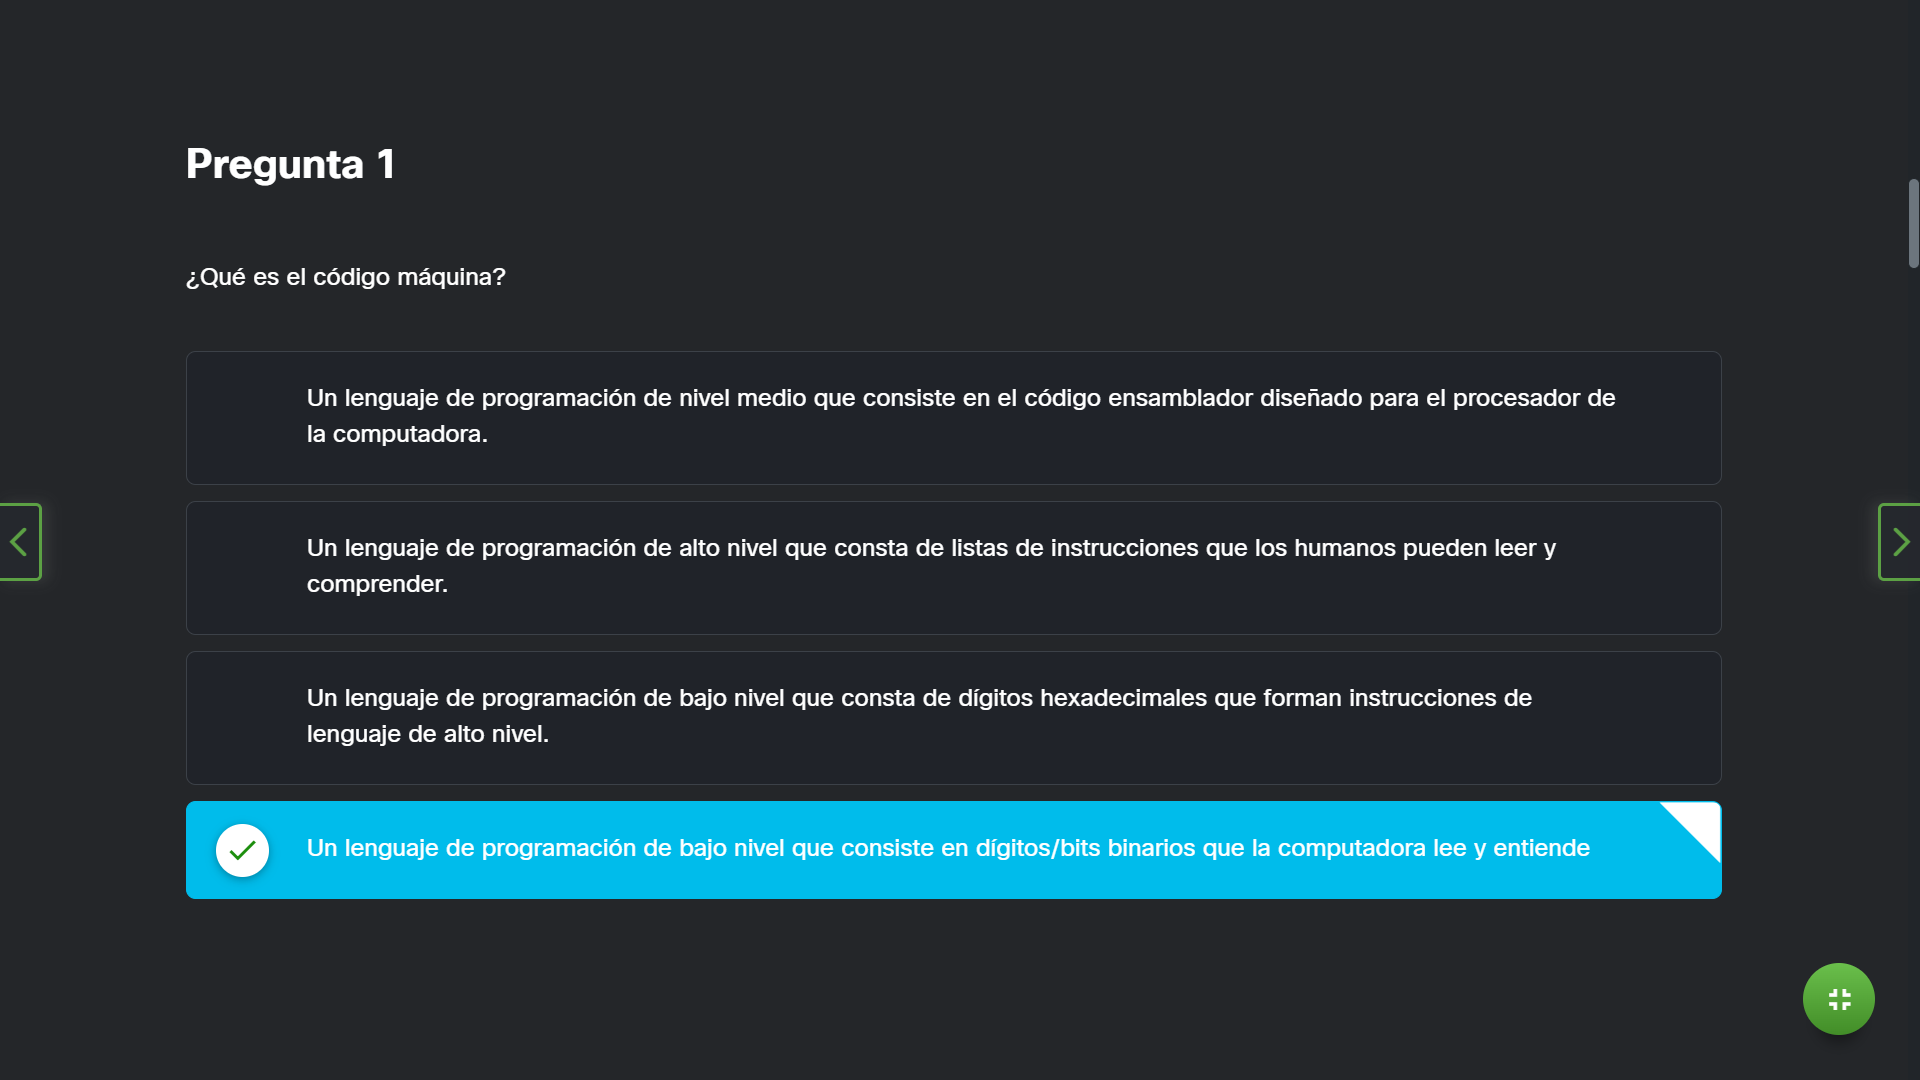 Pregunta 1
¿Qué es el código máquina?
Un lenguaje de programación de nivel medio que consiste en el código ensamblador diseñado para el procesador de
la computadora.
Un lenguaje de programación de alto nivel que consta de listas de instrucciones que los humanos pueden leer y
comprender.
Un lenguaje de programación de bajo nivel que consta de dígitos hexadecimales que forman instrucciones de
lenguaje de alto nivel.
Un lenguaje de programación de bajo nivel que consiste en dígitos/bits binarios que la computadora lee y entiende